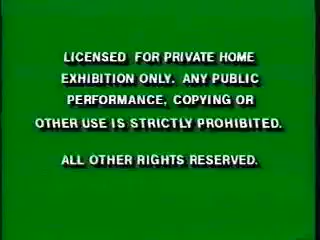 LICENSED FOR PRIVATE HOME
EXHIBITION ONLY. ANY PUBLIC
PERFORMANCE, COPYING OR
OTHER USE IS STRICTLY PROHIBITED.
ALL OTHER RIGHTS RESERVED.